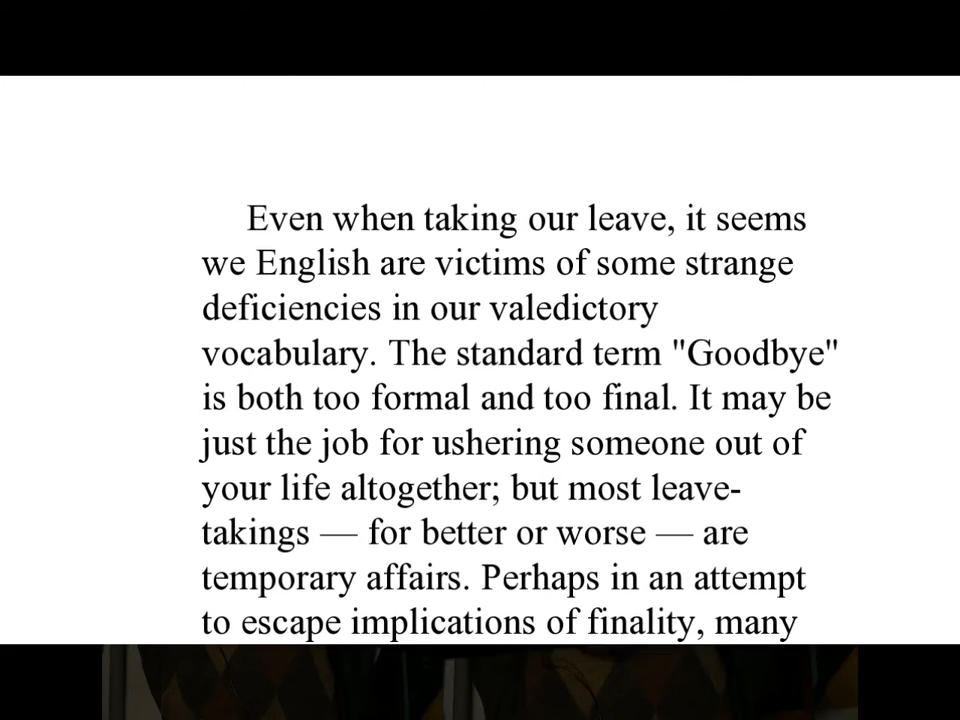 Even when taking our leave, it seems
we English are victims of some strange
deficiencies in our valedictory
vocabulary. The standard term "Goodbye"
is both too formal and too final. It may be
just the job for ushering someone out of
your life altogether; but most leave-
takings — for better or worse — are
temporary affairs. Perhaps in an attempt
to escape implications of finality, many